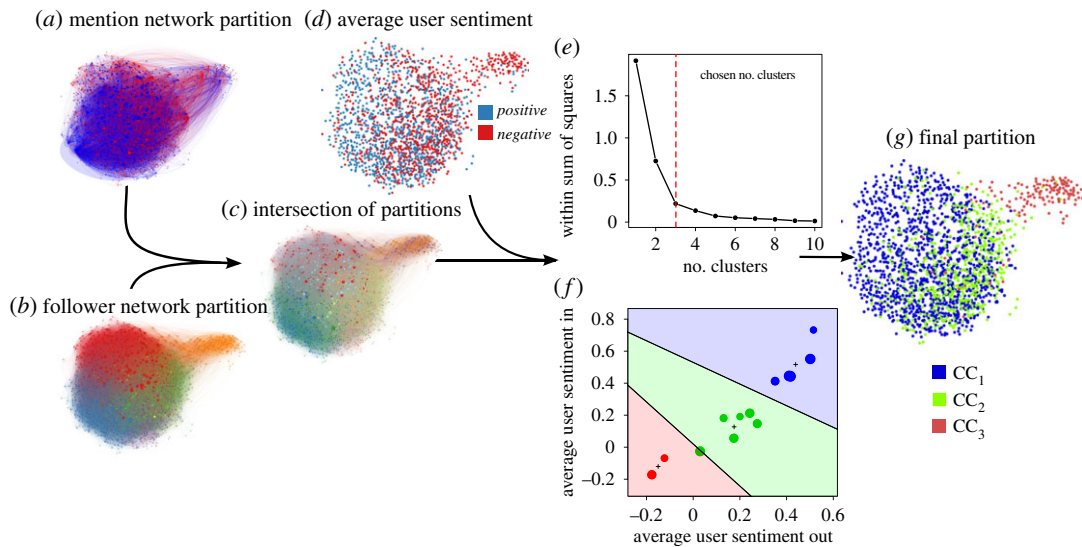 (a) mention network partition
(d) average user sentiment
positive
negative
(c) intersection of partitions
(b) follower network partition
(e)
within sum of squares
1.5
1.0
0.5
0
chosen no. clusters
2 4 6 8 10
no. clusters
(f)
average user sentiment in
0.8
0.6
0.4
0.2
0
−0.2
−0.2 0 0.2 0.4 0.6
average user sentiment out
(g) final partition
CC1
CC2
CC3